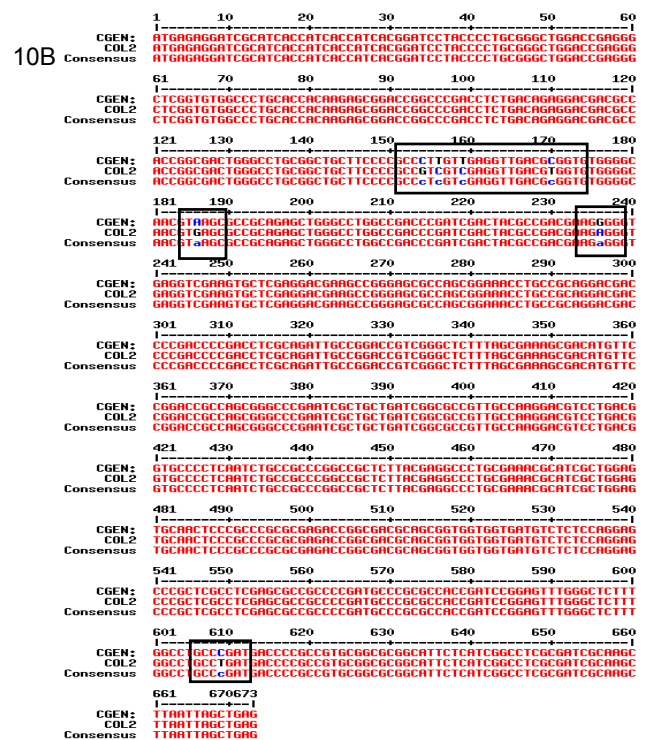 10B
1 10 20 30 40 50 60
CGEN: ATGAGAGGATCGCATCACCATCACCATCACGGATCCTACCCCTGCGGGCTGGACCGAGGG
COL2 ATGAGAGGATCGCATCACCATCACCATCACGGATCCTACCCCTGCGGGCTGGACCGAGGG
Consensus ATGAGAGGATCGCATCACCATCACCATCACGGATCCTACCCCTGCGGGCTGGACCGAGGG
61 70 80 90 100 110 120
CGEN: CTCGGTGTGGCCCTGCACCACAAGAGCGGACCGGCCCGACCTCTGACAGAGGACGACGCC
COL2 CTCGGTGTGGCCCTGCACCACAAGAGCGGACCGGCCCGACCTCTGACAGAGGACGACGCC
Consensus CTCGGTGTGGCCCTGCACCACAAGAGCGGACCGGCCCGACCTCTGACAGAGGACGACGCC
121 130 140 150 160 170 180
CGEN: ACCGGCGACTGGGCCTGCGGCTGCTTCCCCGCCCTTGTTGAGGTTGACGCGGTGTGGGGC
COL2 ACCGGCGACTGGGCCTGCGGCTGCTTCCCCGCCGTCGTCGAGGTTGACGTGGTGTGGGGC
Consensus ACCGGCGACTGGGCCTGCGGCTGCTTCCCCGCCcTcGTcGAGGTTGACGcGGTGTGGGGC
181 190 200 210 220 230 240
CGEN: AACGTAAGCGCCGCAGAGCTGGGCCTGGCCGACCCGATCGACTACGCCGACGAAGGGGGT
COL2 AACGTGAGCGCCGCAGAGCTGGGCCTGGCCGACCCGATCGACTACGCCGACGAAGAGGGT
Consensus AACGTaAGCGCCGCAGAGCTGGGCCTGGCCGACCCGATCGACTACGCCGACGAAGaGGGT
241 250 260 270 280 290 300
CGEN: GAGGTCGAAGTGCTCGAGGACGAAGCCGGGAGCGCCAGCGGAAACCTGCCGCAGGACGAC
COL2 GAGGTCGAAGTGCTCGAGGACGAAGCCGGGAGCGCCAGCGGAAACCTGCCGCAGGACGAC
Consensus GAGGTCGAAGTGCTCGAGGACGAAGCCGGGAGCGCCAGCGGAAACCTGCCGCAGGACGAC
301 310 320 330 340 350 360
CGEN: CCCGACCCCGACCTCGCAGATTGCCGGACCGTCGGGCTCTTTAGCGAAAGCGACATGTTC
COL2 CCCGACCCCGACCTCGCAGATTGCCGGACCGTCGGGCTCTTTAGCGAAAGCGACATGTTC
Consensus CCCGACCCCGACCTCGCAGATTGCCGGACCGTCGGGCTCTTTAGCGAAAGCGACATGTTC
361 370 380 390 400 410 420
CGEN: CGGACCGCCAGCGGGCCCGAATCGCTGCTGATCGGCGCCGTTGCCAAGGACGTCCTGACG
COL2 CGGACCGCCAGCGGGCCCGAATCGCTGCTGATCGGCGCCGTTGCCAAGGACGTCCTGACG
Consensus CGGACCGCCAGCGGGCCCGAATCGCTGCTGATCGGCGCCGTTGCCAAGGACGTCCTGACG
421 430 440 450 460 470 480
CGEN: GTGCCCCTCAATCTGCCGCCCGGCCGCTCTTACGAGGCCCTGCGAAACGCATCGCTGGAG
COL2 GTGCCCCTCAATCTGCCGCCCGGCCGCTCTTACGAGGCCCTGCGAAACGCATCGCTGGAG
Consensus GTGCCCCTCAATCTGCCGCCCGGCCGCTCTTACGAGGCCCTGCGAAACGCATCGCTGGAG
481 490 500 510 520 530 540
CGEN: TGCAACTCCCGCCCGCGCGAGACCGGCGACGCAGCGGTGGTGGTGATGTCTCTCCAGGAG
COL2 TGCAACTCCCGCCCGCGCGAGACCGGCGACGCAGCGGTGGTGGTGATGTCTCTCCAGGAG
Consensus TGCAACTCCCGCCCGCGCGAGACCGGCGACGCAGCGGTGGTGGTGATGTCTCTCCAGGAG
541 550 560 570 580 590 600
CGEN: CCCGCTCGCCTCGAGCGCCGCCCCGATGCCCGCGCCACCGATCCGGAGTTTGGGCTCTTT
COL2 CCCGCTCGCCTCGAGCGCCGCCCCGATGCCCGCGCCACCGATCCGGAGTTTGGGCTCTTT
Consensus CCCGCTCGCCTCGAGCGCCGCCCCGATGCCCGCGCCACCGATCCGGAGTTTGGGCTCTTT
601 610 620 630 640 650 660
CGEN: GGCCTGCCCGATGACCCCGCCGTGCGGCGCGGCATTCTCATCGGCCTCGCGATCGCAAGC
COL2 GGCCTGCCTGATGACCCCGCCGTGCGGCGCGGCATTCTCATCGGCCTCGCGATCGCAAGC
Consensus GGCCTGCCcGATGACCCCGCCGTGCGGCGCGGCATTCTCATCGGCCTCGCGATCGCAAGC
661 670673
CGEN: TTAATTAGCTGAG
COL2 TTAATTAGCTGAG
Consensus TTAATTAGCTGAG